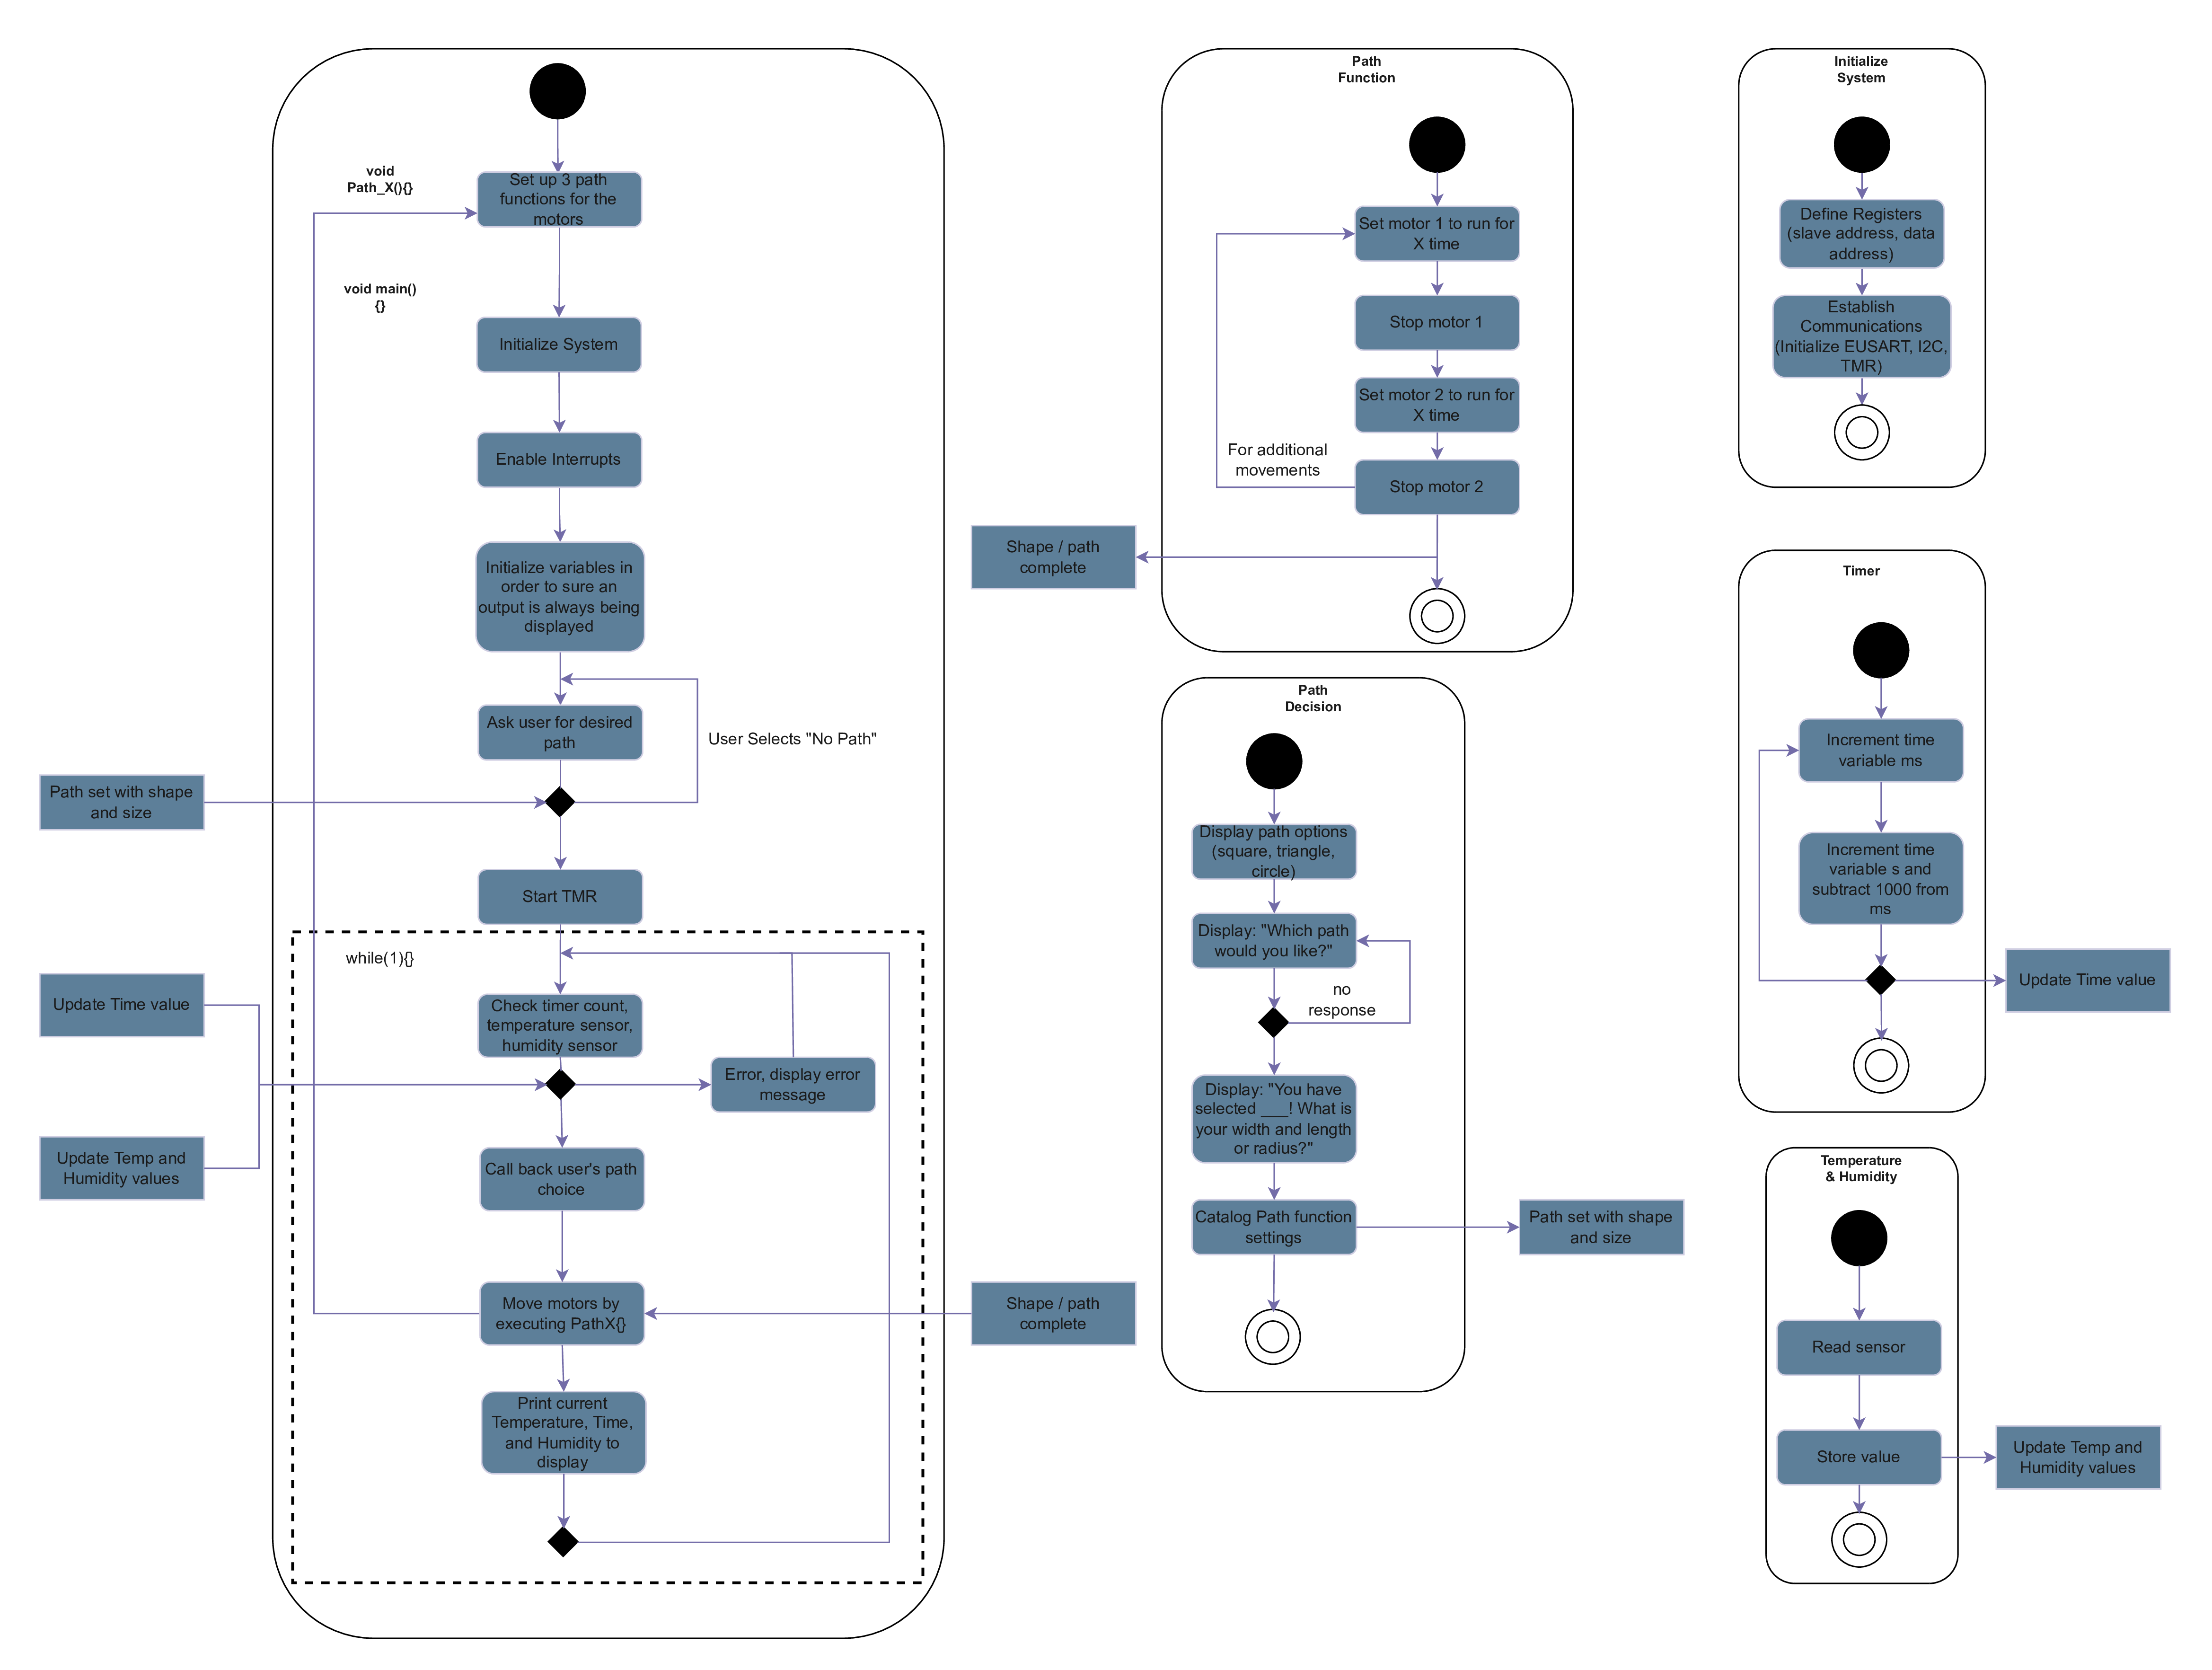 void
Path_X(){}
Set up 3 path
functions for the
motors
void main()
{}
Initialize System
Enable Interrupts
Initialize variables in
order to sure an
output is always being
displayed
Ask user for desired
path
User Selects "No Path"
Path set with shape
and size
Start TMR
while(1){}
Update Time value
Check timer count,
temperature sensor,
humidity sensor
Error, display error
message
Update Temp and
Humidity values
Call back user's path
choice
Move motors by
executing PathX{}
Shape / path
complete
Print current
Temperature, Time,
and Humidity to
display
Path
Function
Set motor 1 to run for
X time
Stop motor 1
Set motor 2 to run for
X time
For additional
movements
Stop motor 2
Shape / path
complete
Path
Decision
Display path options
(square, triangle,
circle)
Display: "Which path
would you like?"
no
response
Display: "You have
selected ___! What is
your width and length
or radius?"
Catalog Path function
settings
Path set with shape
and size
Initialize
System
Define Registers
(slave address, data
address)
Establish
Communications
(Initialize EUSART, I2C,
TMR)
Timer
Increment time
variable ms
Increment time
variable s and
subtract 1000 from
ms
Update Time value
Temperature
& Humidity
Read sensor
Store value
Update Temp and
Humidity values